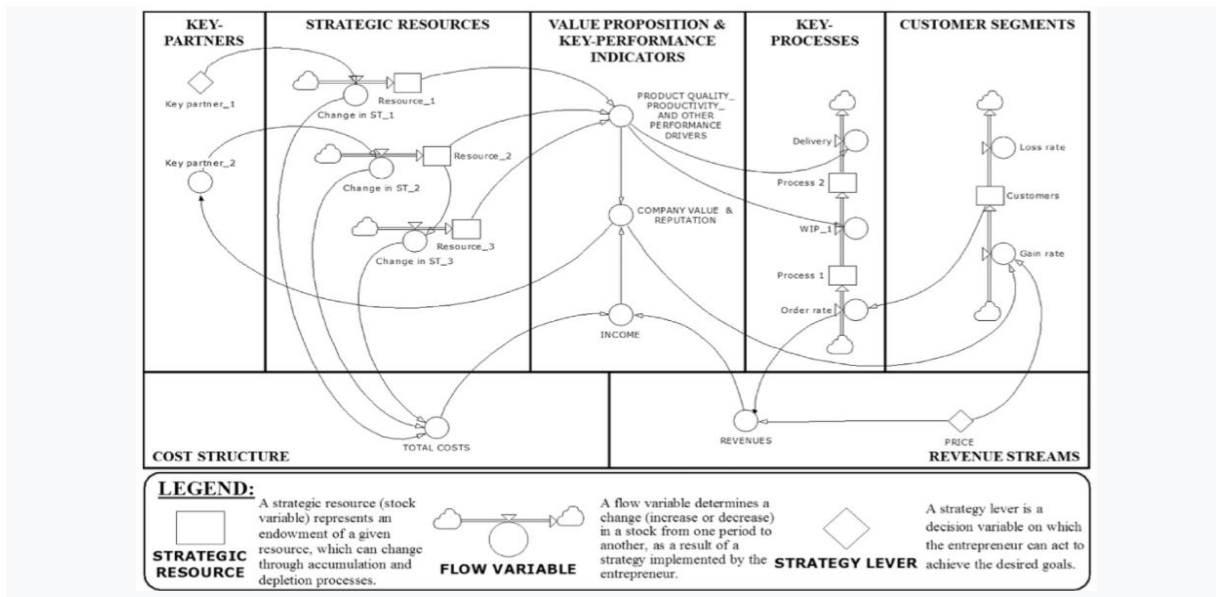 KEY-
PARTNERS
STRATEGIC RESOURCES
VALUE PROPOSITION &
KEY-PERFORMANCE
INDICATORS
KEY-
PROCESSES
CUSTOMER SEGMENTS
Key partner_1
Resource_1
Change in ST_1
Key partner_2
Resource_2
Change in ST_2
Resource_3
Change in ST_3
PRODUCT QUALITY_
PRODUCTIVITY_
AND OTHER
PERFORMANCE
DRIVERS
COMPANY VALUE &
REPUTATION
INCOME
Delivery
Process 2
WIP_1
Process 1
Order rate
Loss rate
Customers
Gain rate
TOTAL COSTS
COST STRUCTURE
REVENUES
PRICE
REVENUE STREAMS
LEGEND:
STRATEGIC
RESOURCE
A strategic resource (stock
variable) represents an
endowment of a given
resource, which can change
through accumulation and
depletion processes.
FLOW VARIABLE
A flow variable determines a
change (increase or decrease)
in a stock from one period to
another, as a result of a
strategy implemented by the
entrepreneur.
STRATEGY LEVER
A strategy lever is a
decision variable on which
the entrepreneur can act to
achieve the desired goals.